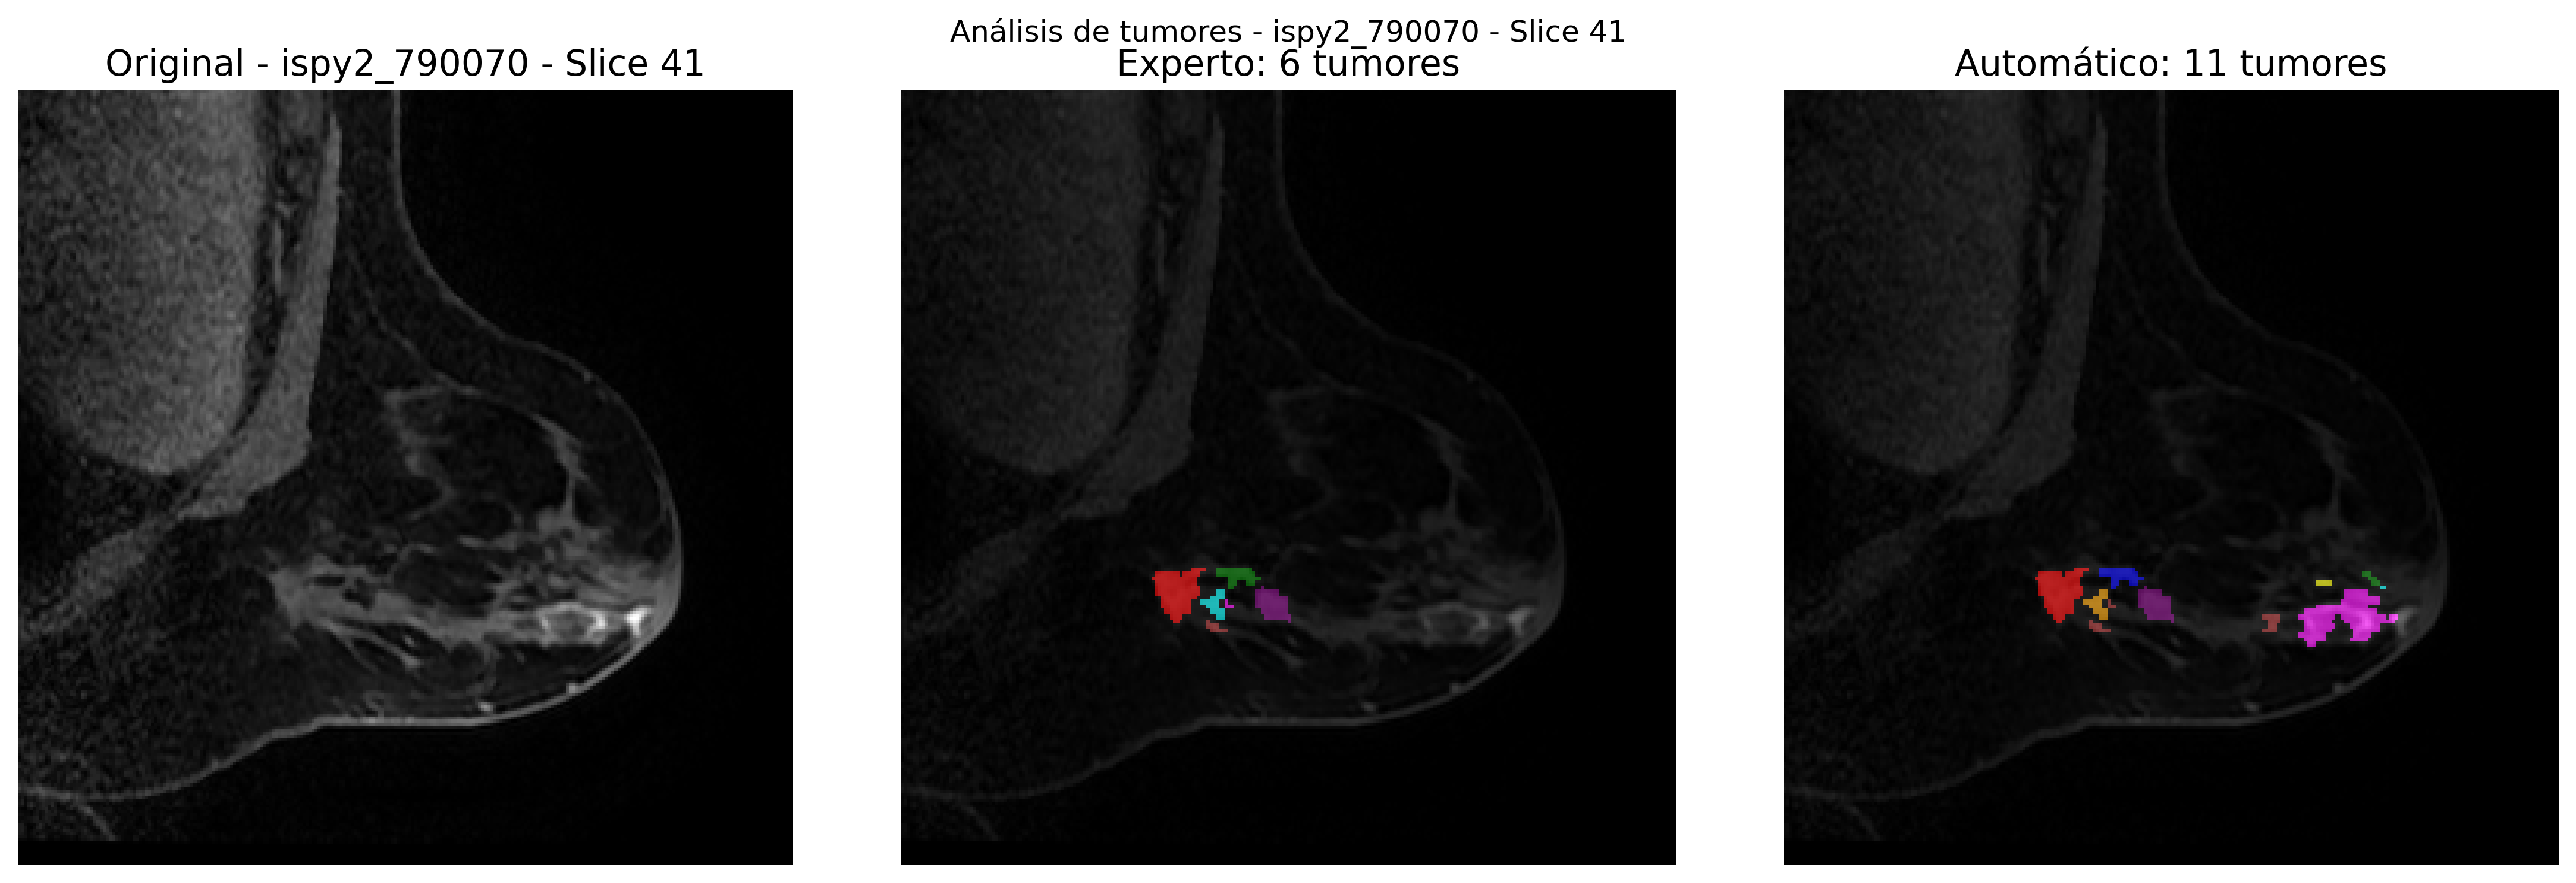 Análisis de tumores - ispy2_790070 - Slice 41
Original - ispy2_790070 - Slice 41
Experto: 6 tumores
Automático: 11 tumores